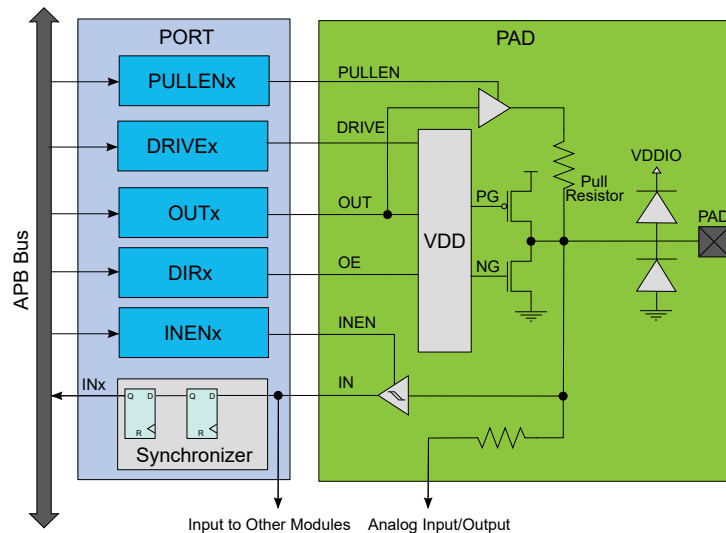 PORT
PAD
APB Bus
PULLENx
PULLEN
DRIVEx
DRIVE
VDDIO
Pull
Resistor
PAD
OUTx
OUT
PG
VDD
DIRx
OE
NG
INENx
INEN
INx
Q D
R
Q D
R
IN
Synchronizer
Input to Other Modules
Analog Input/Output